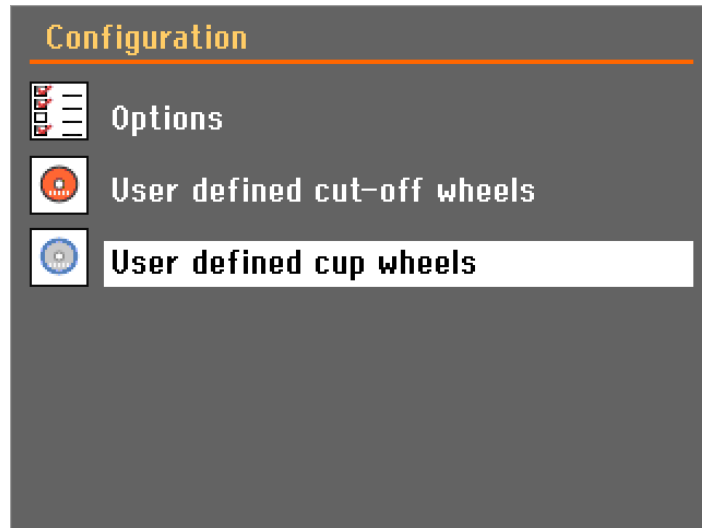 Configuration
Options
User defined cut-off wheels
User defined cup wheels